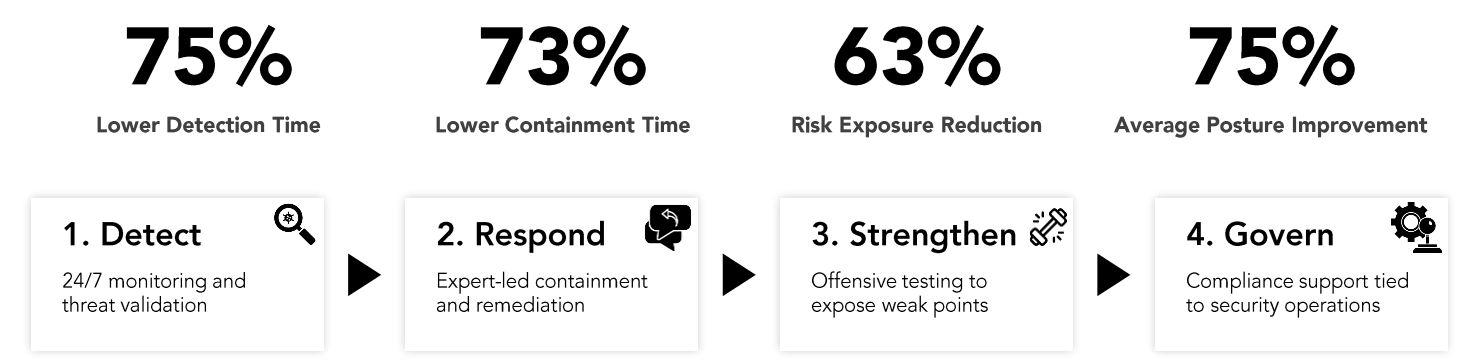 75%
Lower Detection Time
73%
Lower Containment Time
63%
Risk Exposure Reduction
75%
Average Posture Improvement
1. Detect
24/7 monitoring and
threat validation
2. Respond
Expert-led containment
and remediation
3. Strengthen
Offensive testing to
expose weak points
4. Govern
Compliance support tied
to security operations